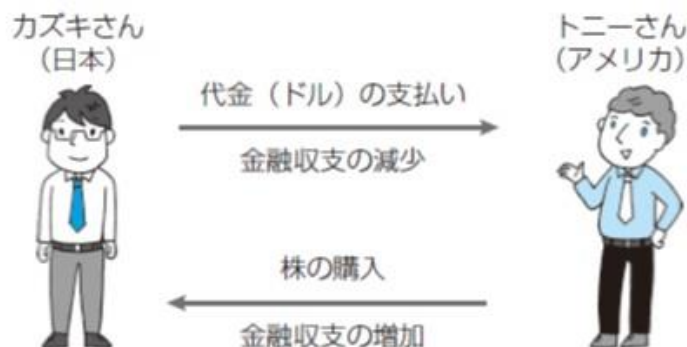 カズキさん
（日本）
トニーさん
（アメリカ）
代金（ドル）の支払い
金融収支の減少
株の購入
金融収支の増加